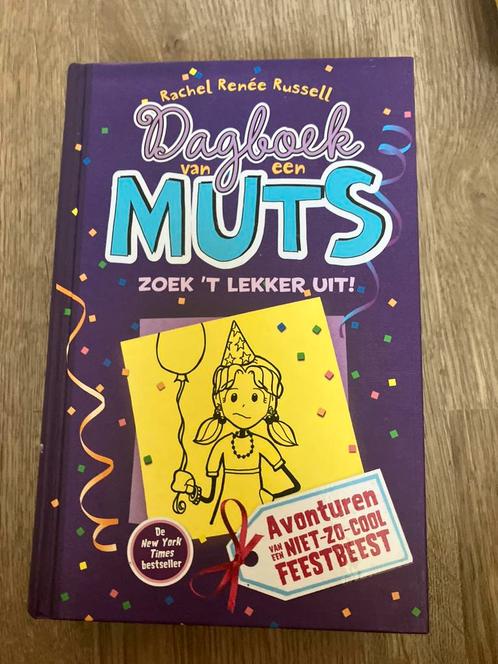 Rachel Renée Russell
Dagboek
van een
MUTS
ZOEK 'T LEKKER UIT!
Avonturen
VAN EEN NIET-ZO-COOL
FEESTBEEST
De
New York
Times
bestseller